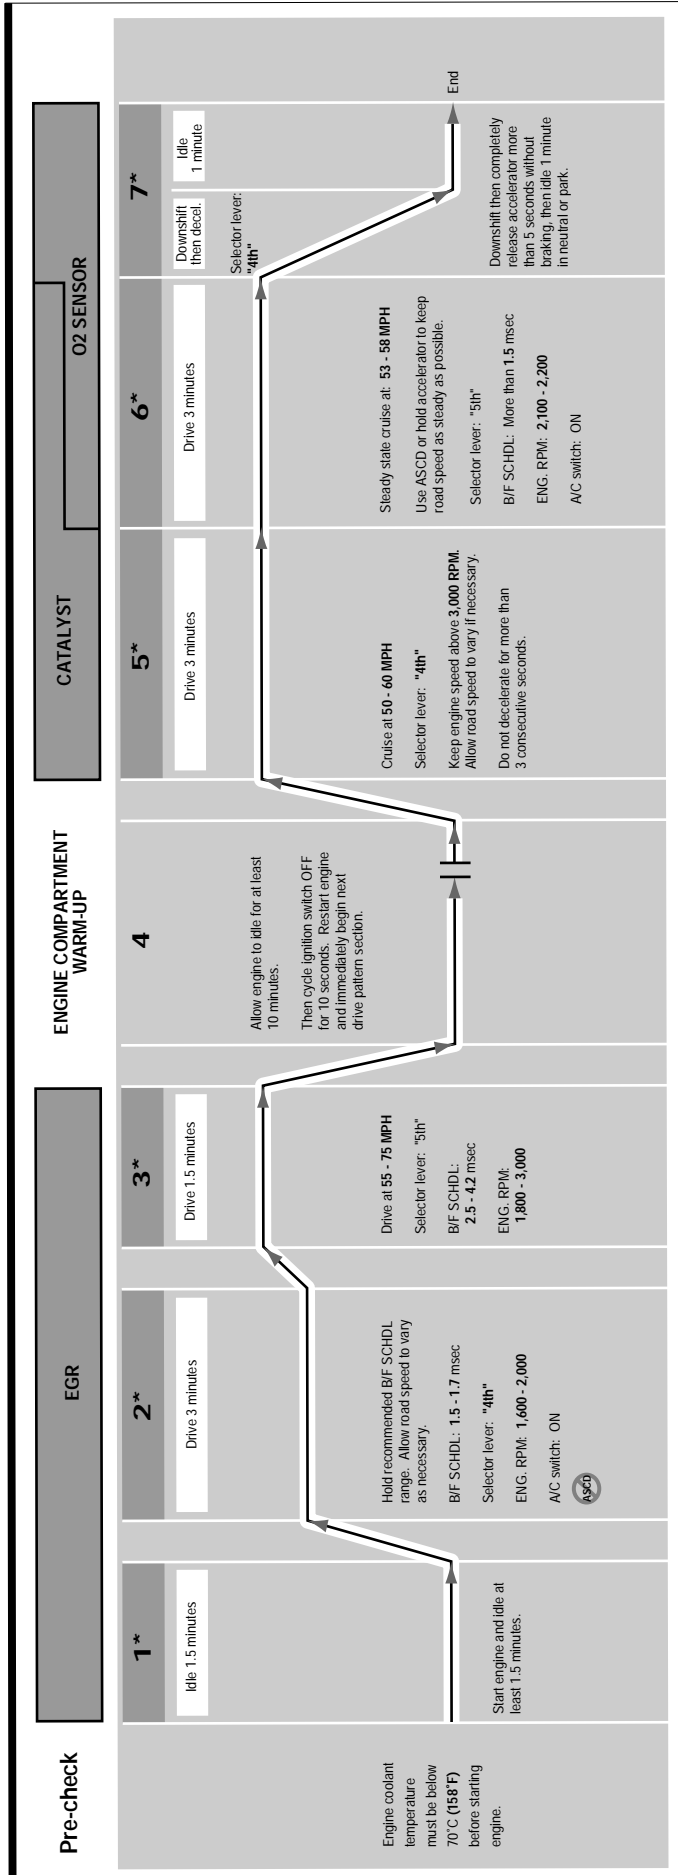 Pre-check
EGR
ENGINE COMPARTMENT
WARM-UP
CATALYST
O2 SENSOR
1*
2*
3*
4
5*
6*
7*
Idle 1.5 minutes
Drive 3 minutes
Drive 1.5 minutes
Drive 3 minutes
Drive 3 minutes
Downshift
then decel.
Idle
1 minute
Engine coolant
temperature
must be below
70˚C (158˚F)
before starting
engine.
Start engine and idle at
least 1.5 minutes.
Hold recommended B/F SCHDL
range. Allow road speed to vary
as necessary.
B/F SCHDL: 1.5 - 1.7 msec
Selector lever: "4th"
ENG. RPM: 1,600 - 2,000
A/C switch: ON
ASCD
Drive at 55 - 75 MPH
Selector lever: "5th"
B/F SCHDL:
2.5 - 4.2 msec
ENG. RPM:
1,800 - 3,000
Allow engine to idle for at least
10 minutes.
Then cycle ignition switch OFF
for 10 seconds. Restart engine
and immediately begin next
drive pattern section.
Cruise at 50 - 60 MPH
Selector lever: "4th"
Keep engine speed above 3,000 RPM.
Allow road speed to vary if necessary.
Do not decelerate for more than
3 consecutive seconds.
Steady state cruise at: 53 - 58 MPH
Use ASCD or hold accelerator to keep
road speed as steady as possible.
Selector lever: "5th"
B/F SCHDL: More than 1.5 msec
ENG. RPM: 2,100 - 2,200
A/C switch: ON
Selector lever:
"4th"
End
Downshift then completely
release accelerator more
than 5 seconds without
braking, then idle 1 minute
in neutral or park.